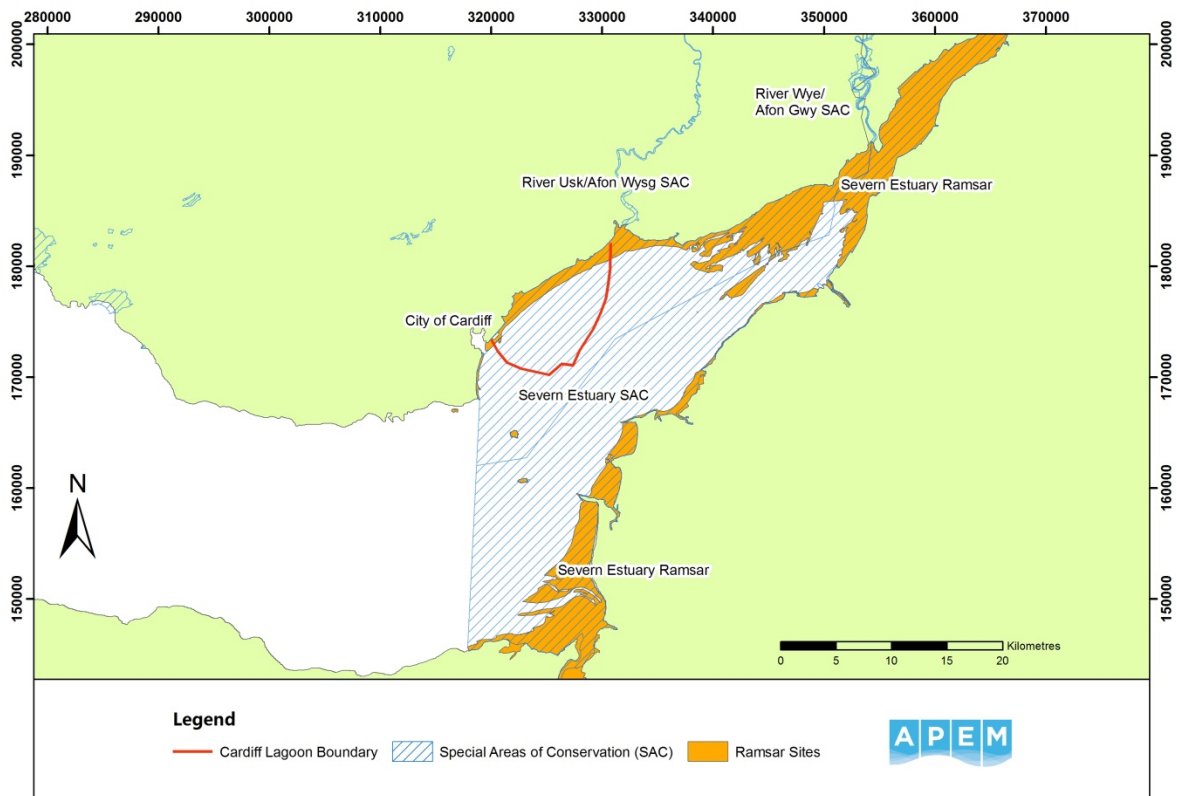 280000 290000 300000 310000 320000 330000 340000 350000 360000 370000
200000 200000
River Wye/
Afon Gwy SAC
190000 190000
River Usk/Afon Wysg SAC
Severn Estuary Ramsar
180000 180000
City of Cardiff
170000 170000
Severn Estuary SAC
160000 160000
N
Severn Estuary Ramsar
150000 150000
Kilometres
0 5 10 15 20
Legend
Cardiff Lagoon Boundary Special Areas of Conservation (SAC) Ramsar Sites
APEM